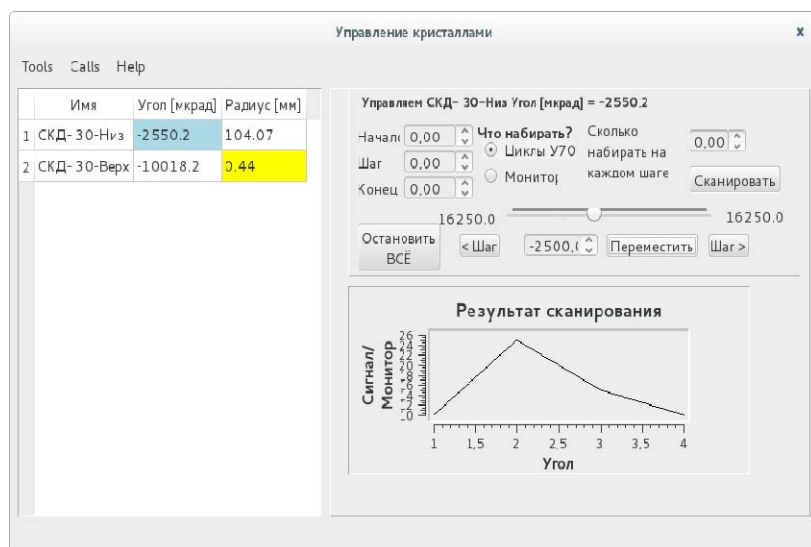 Управление кристаллами
x
Tools Calls Help
Имя Угол [мкрад] Радиус [мм]
1 СКД- 30-Низ -2550.2 104.07
2 СКД- 30-Верх -10018.2 0.44
Управляем СКД- 30-Низ Угол [мкрад] = -2550.2
Начало 0,00
Шаг 0,00
Конец 0,00
Что набирать?
Циклы У70
Монитор
Сколько
набирать на
каждом шаге
0,00
Сканировать
16250.0 16250.0
Остановить
ВСЁ
< Шаг -2500,( Переместить Шаг >
Результат сканирования
Сигнал/
Монитор
26
24
22
20
1 1,5 2 2,5 3 3,5 4
Угол